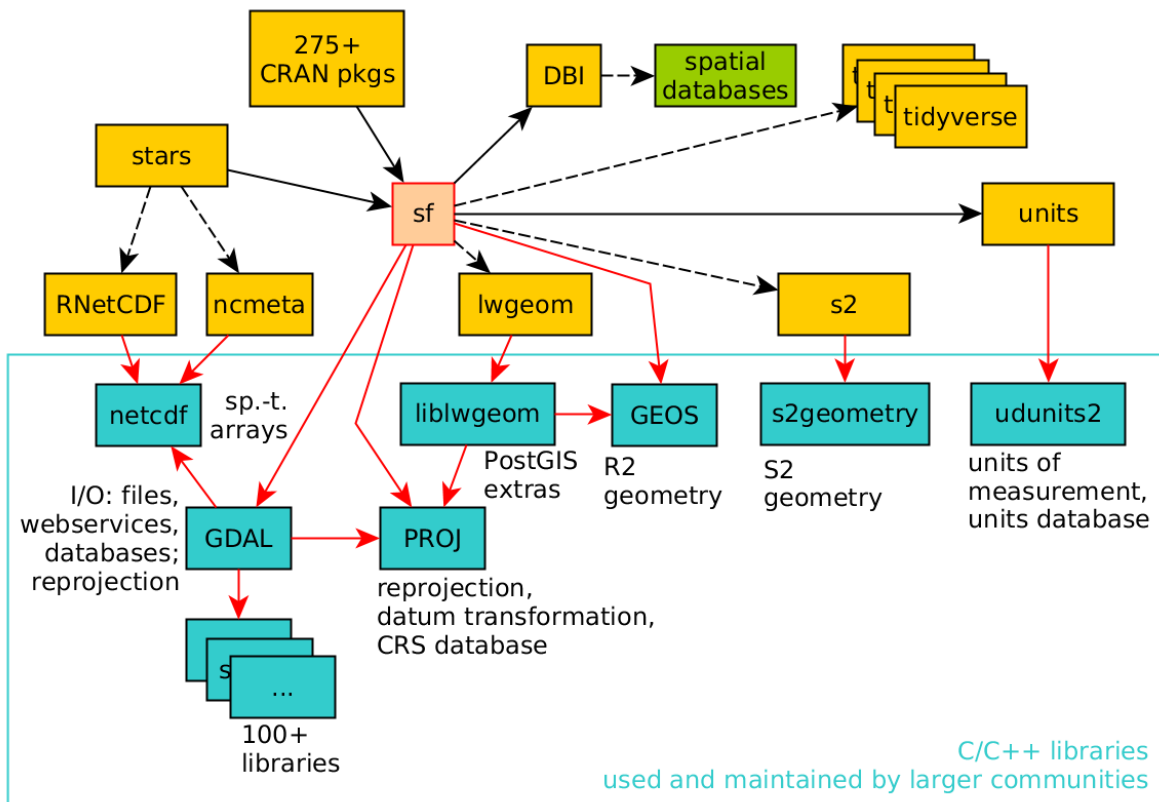 275+
CRAN pkgs
DBI
spatial
databases
tidyverse
stars
sf
units
RNetCDF
ncmeta
lwgeom
s2
netcdf
sp.-t.
arrays
liblwgeom
GEOS
s2geometry
udunits2
PostGIS
extras
R2
geometry
S2
geometry
units of
measurement,
units database
I/O: files,
webservices,
databases;
reprojection
GDAL
PROJ
reprojection,
datum transformation,
CRS database
...
100+
libraries
C/C++ libraries
used and maintained by larger communities